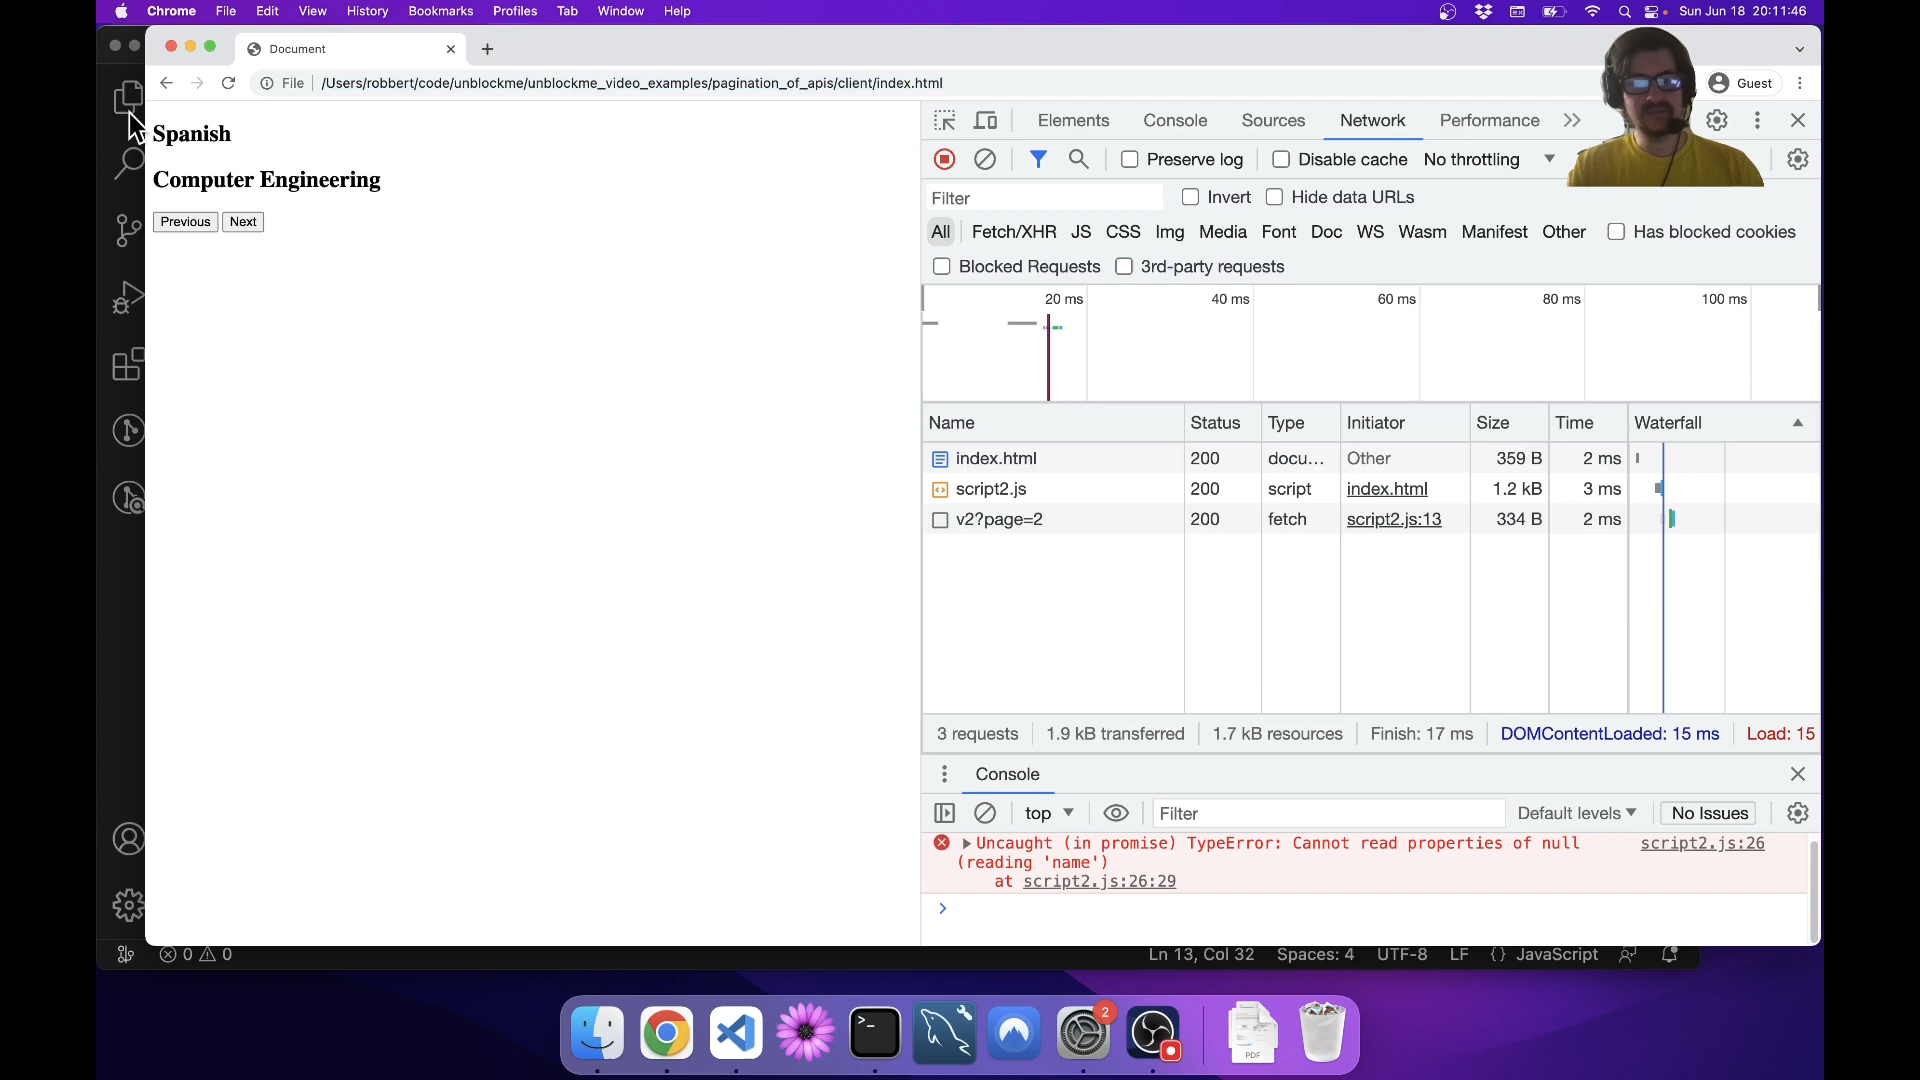 Chrome File Edit View History Bookmarks Profiles Tab Window Help Sun Jun 18 20:11:46
Document
File /Users/robbert/code/unblockme/unblockme_video_examples/pagination_of_apis/client/index.html Guest
Spanish
Computer Engineering
Previous Next
Elements Console Sources Network Performance
Preserve log Disable cache No throttling
Filter Invert Hide data URLs
All Fetch/XHR JS CSS Img Media Font Doc WS Wasm Manifest Other Has blocked cookies
Blocked Requests 3rd-party requests
20 ms 40 ms 60 ms 80 ms 100 ms
Name Status Type Initiator Size Time Waterfall
index.html 200 docu... Other 359 B 2 ms
script2.js 200 script index.html 1.2 kB 3 ms
v2?page=2 200 fetch script2.js:13 334 B 2 ms
3 requests 1.9 kB transferred 1.7 kB resources Finish: 17 ms DOMContentLoaded: 15 ms Load: 15
Console
top Filter Default levels No Issues
Uncaught (in promise) TypeError: Cannot read properties of null script2.js:26
(reading 'name')
at script2.js:26:29
0 0 Ln 13, Col 32 Spaces: 4 UTF-8 LF {} JavaScript
2
PDF